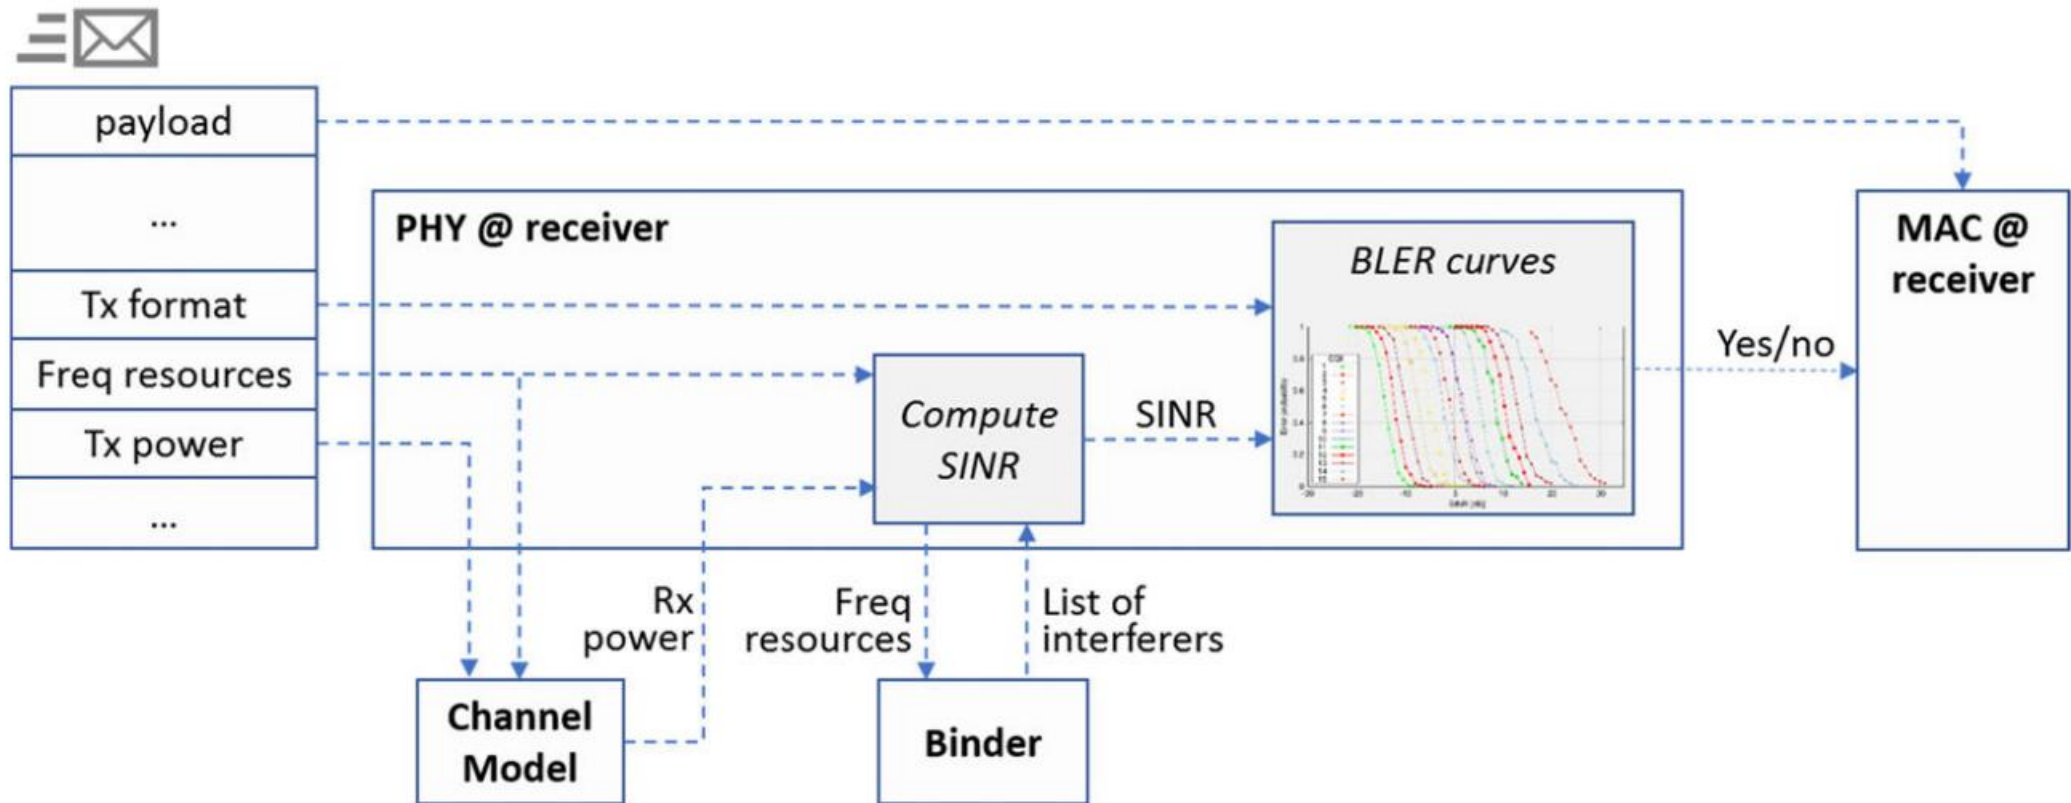 payload
...
Tx format
Freq resources
Tx power
...
PHY @ receiver
Compute
SINR
SINR
BLER curves
Yes/no
MAC @
receiver
Rx
power
Freq
resources
List of
interferers
Channel
Model
Binder